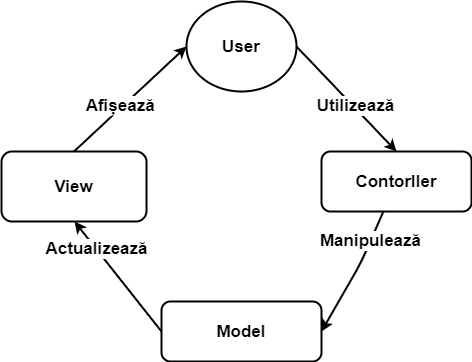 User
Afișează
Utilizează
View
Contorller
Actualizează
Manipulează
Model